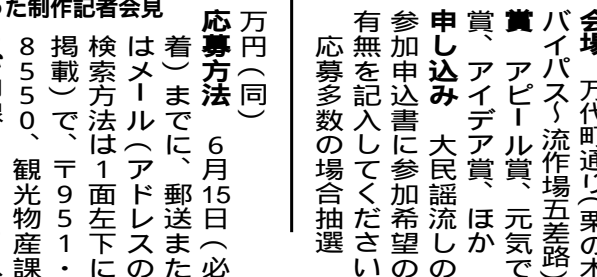 会場　万代町通り（栗の木
バイパス～流作場五差路）
賞　アピール賞、元気で
賞、アイデア賞、ほか
申し込み　大民謡流しの
参加申込書に参加希望の
有無を記入してください
応募多数の場合抽選
った制作記者会見
万円（同）
応募方法　6月15日（必
着）までに、郵送また
はメール（アドレスの
検索方法は1面左下に
掲載）で、〒951・
8550、観光物産課